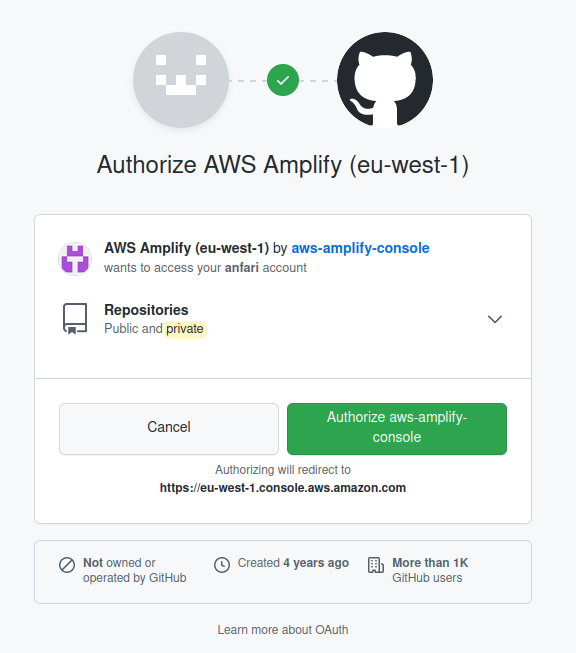 Authorize AWS Amplify (eu-west-1)
AWS Amplify (eu-west-1) by aws-amplify-console
wants to access your anfari account
Repositories
Public and private
Cancel
Authorize aws-amplify-
console
Authorizing will redirect to
https://eu-west-1.console.aws.amazon.com
Not owned or
operated by GitHub
Created 4 years ago
More than 1K
GitHub users
Learn more about OAuth